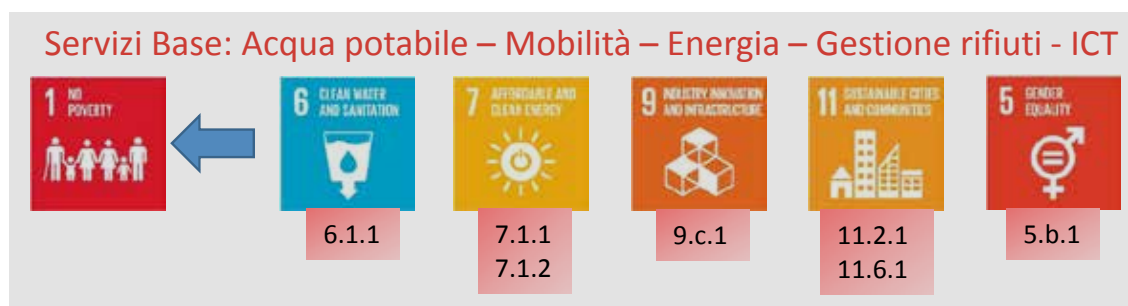 Servizi Base: Acqua potabile – Mobilità – Energia – Gestione rifiuti - ICT
1 NO
POVERTY
6 CLEAN WATER
AND SANITATION
7 AFFORDABLE AND
CLEAN ENERGY
9 INDUSTRY, INNOVATION
AND INFRASTRUCTURE
11 SUSTAINABLE CITIES
AND COMMUNITIES
5 GENDER
EQUALITY
6.1.1
7.1.1
7.1.2
9.c.1
11.2.1
11.6.1
5.b.1